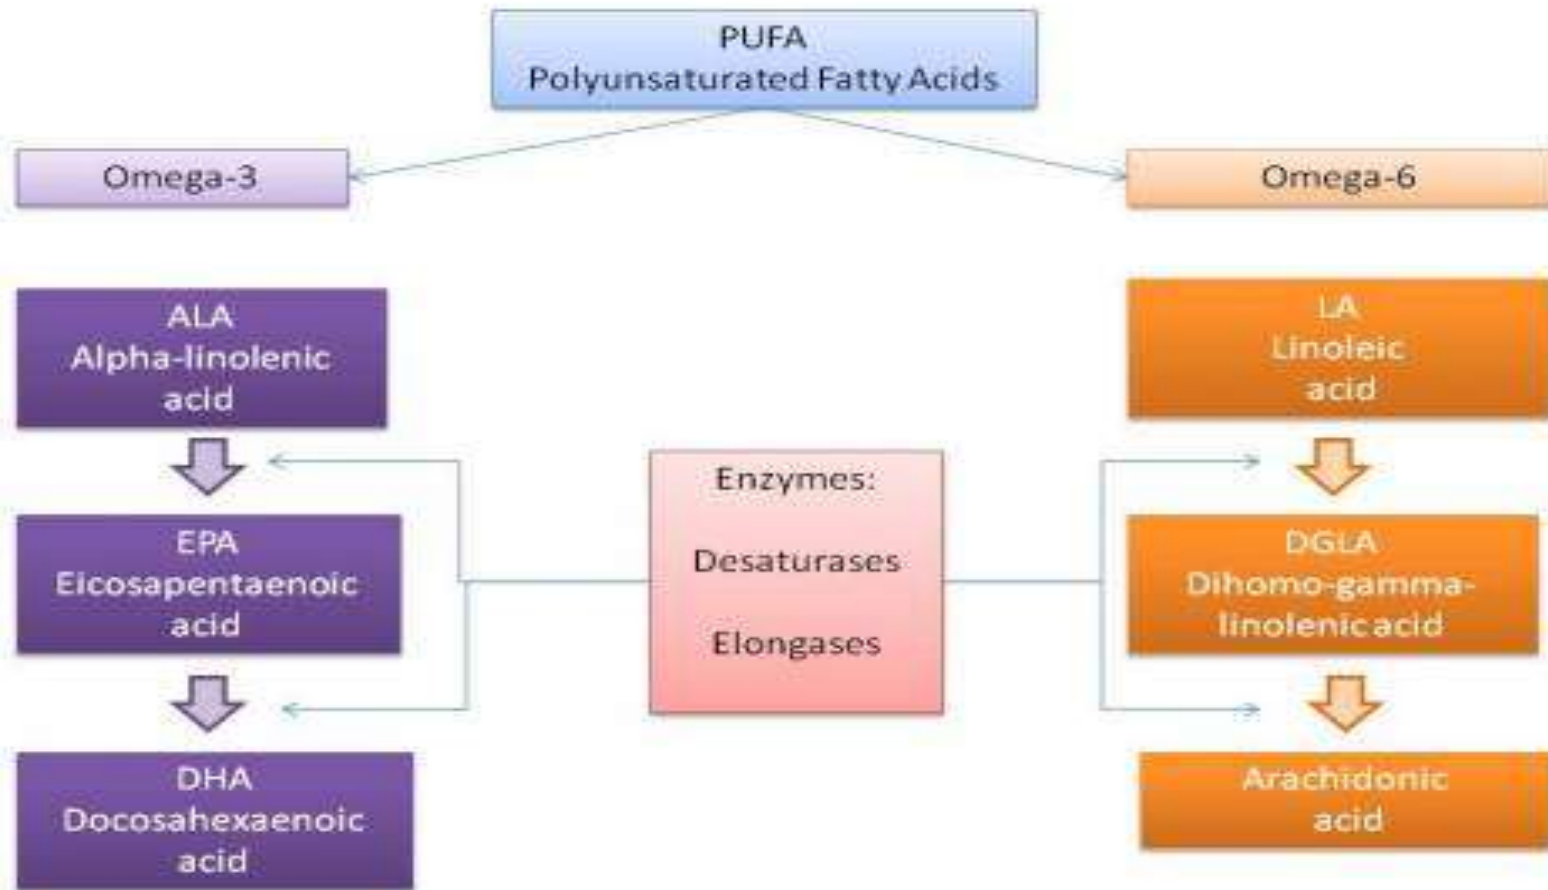 PUFA
Polyunsaturated Fatty Acids
Omega-3
Omega-6
ALA
Alpha-linolenic
acid
LA
Linoleic
acid
Enzymes:
Desaturases
Elongases
EPA
Eicosapentaenoic
acid
DGLA
Dihomo-gamma-
linolenic acid
DHA
Docosahexaenoic
acid
Arachidonic
acid